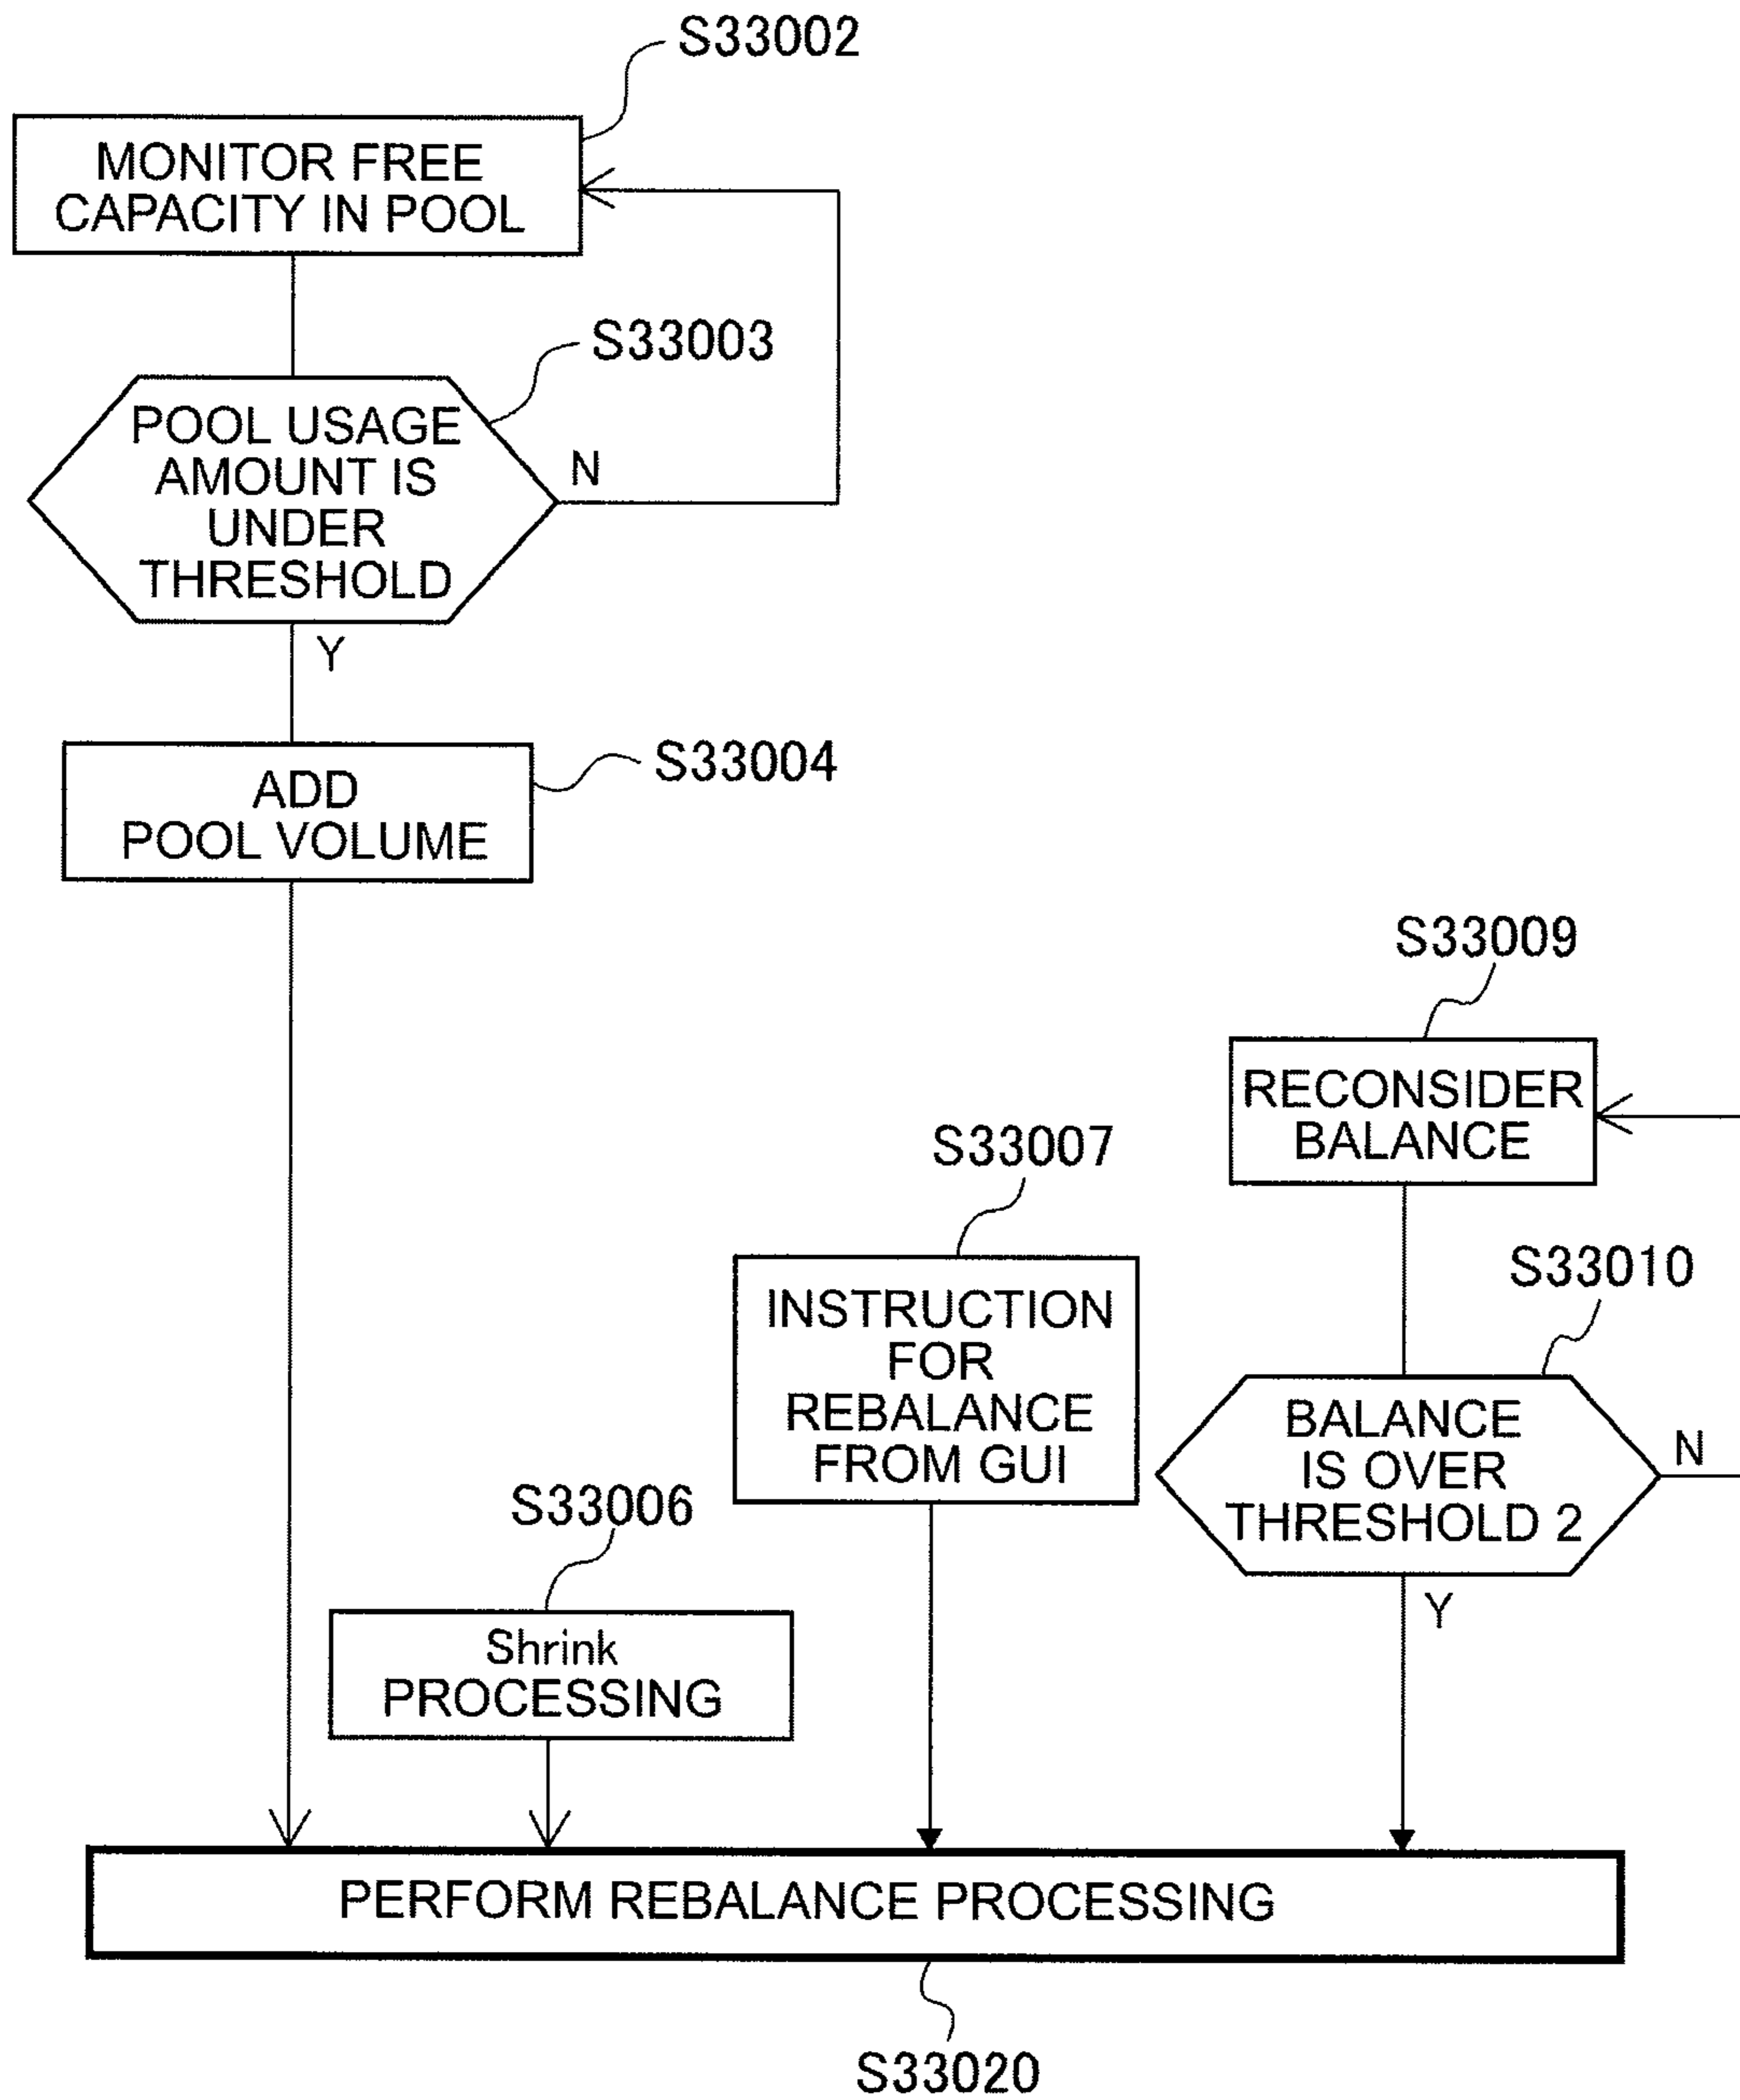 S33002
MONITOR FREE
CAPACITY IN POOL
S33003
POOL USAGE
AMOUNT IS
UNDER
THRESHOLD
N
Y
S33004
ADD
POOL VOLUME
S33009
RECONSIDER
BALANCE
S33007
INSTRUCTION
FOR
REBALANCE
FROM GUI
S33010
BALANCE
IS OVER
THRESHOLD 2
N
Y
S33006
Shrink
PROCESSING
PERFORM REBALANCE PROCESSING
S33020